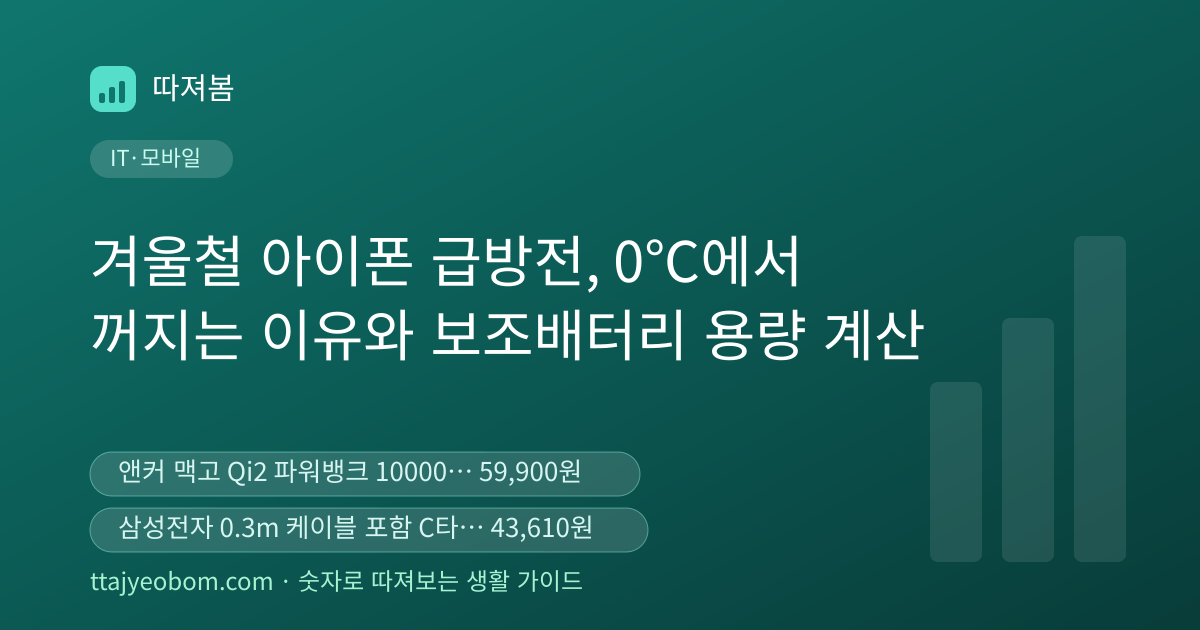 따져봄
IT·모바일
겨울철 아이폰 급방전, 0°C에서
꺼지는 이유와 보조배터리 용량 계산
앤커 맥고 Qi2 파워뱅크 10000… 59,900원
삼성전자 0.3m 케이블 포함 C타… 43,610원
ttajyeobom.com · 숫자로 따져보는 생활 가이드